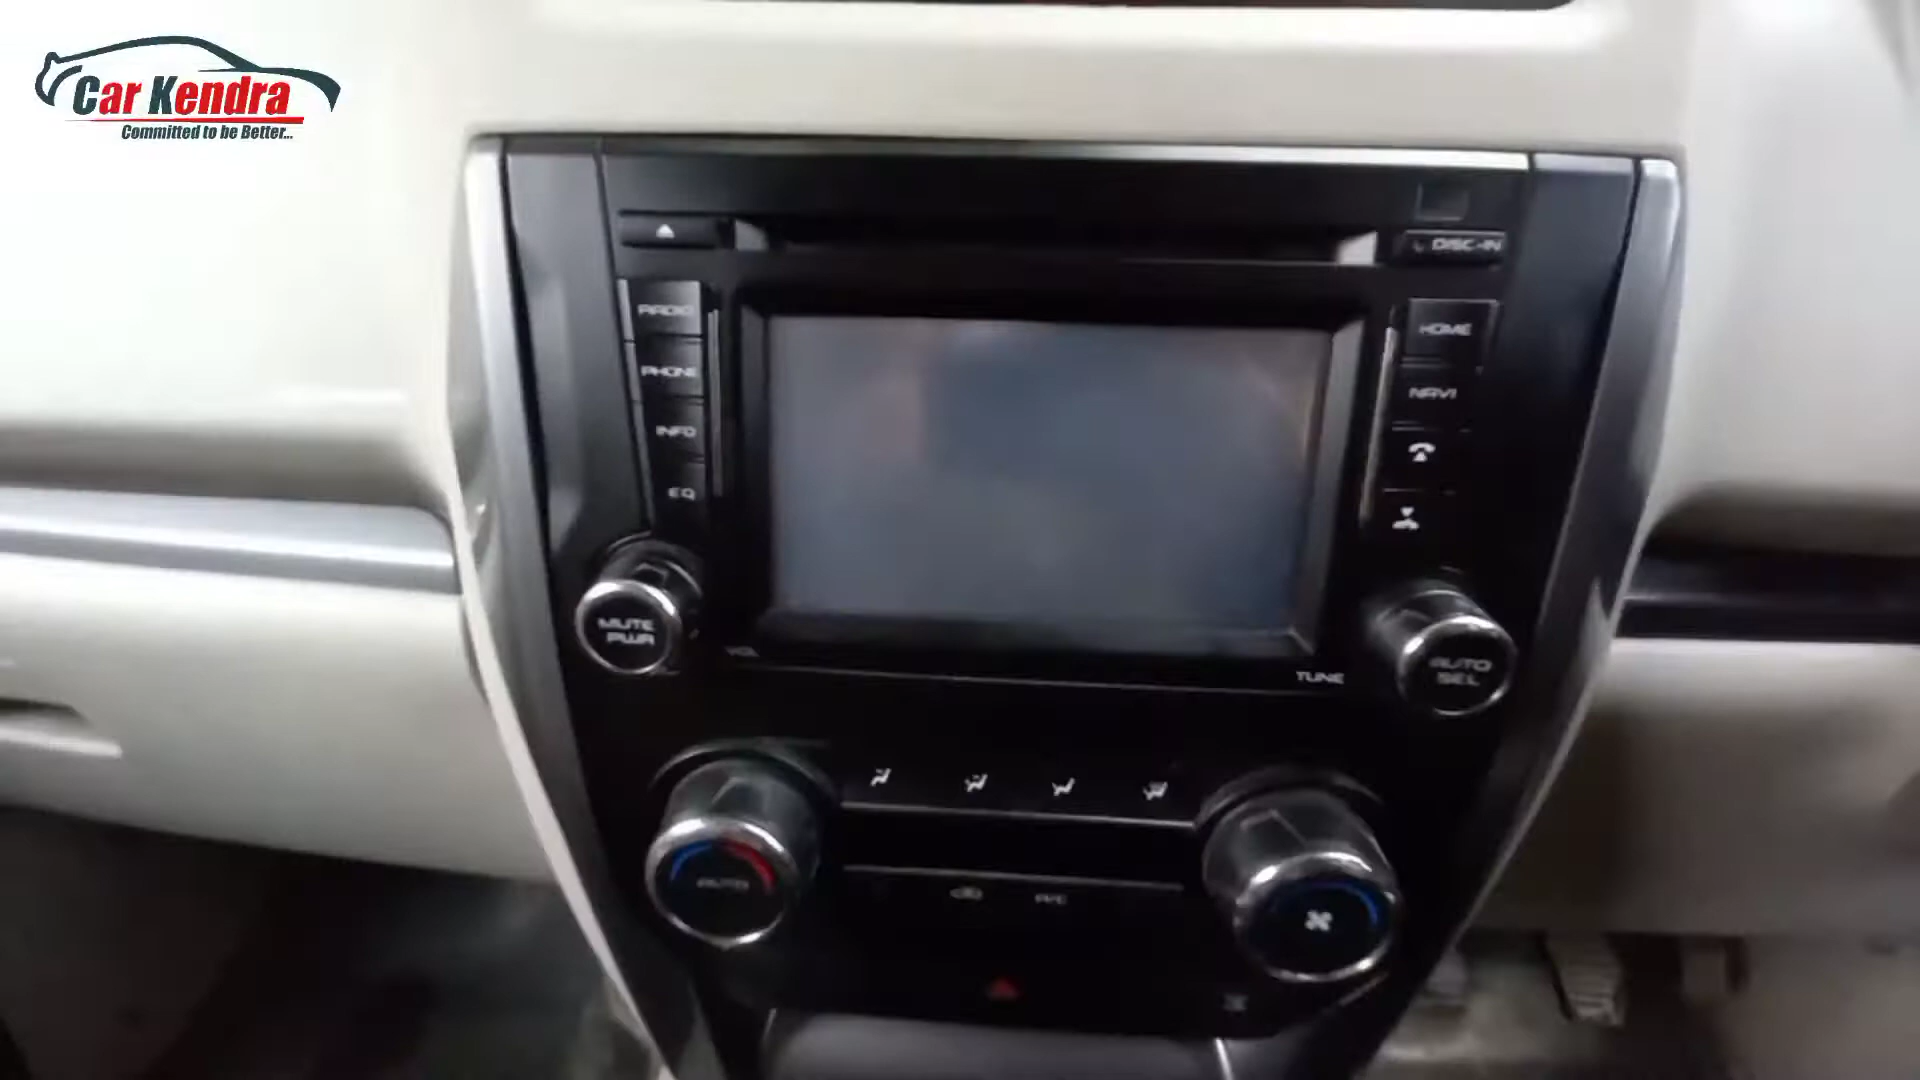 Car Kendra
Committed to be Better...
DISC-IN
RADIO
HOME
PHONE
NAVI
INFO
EQ
MUTE
PWR
VOL
TUNE
AUTO
SEL
AUTO
A/C